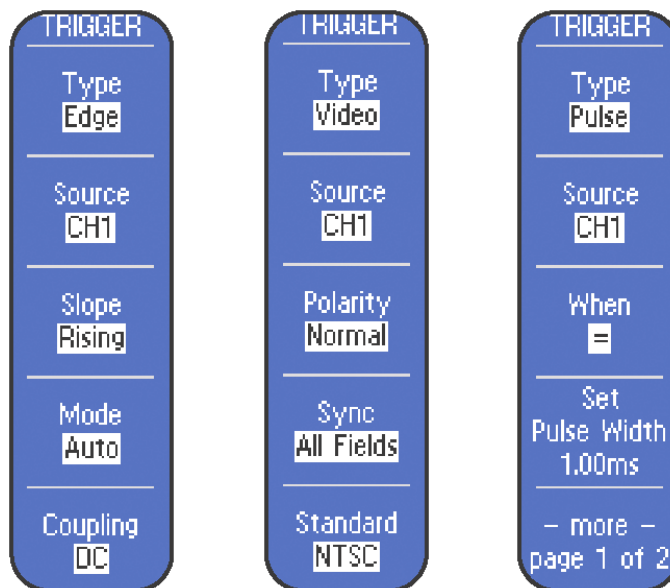 TRIGGER
Type
Edge
Source
CH1
Slope
Rising
Mode
Auto
Coupling
DC
TRIGGER
Type
Video
Source
CH1
Polarity
Normal
Sync
All Fields
Standard
NTSC
TRIGGER
Type
Pulse
Source
CH1
When
=
Set
Pulse Width
1.00ms
– more –
page 1 of 2